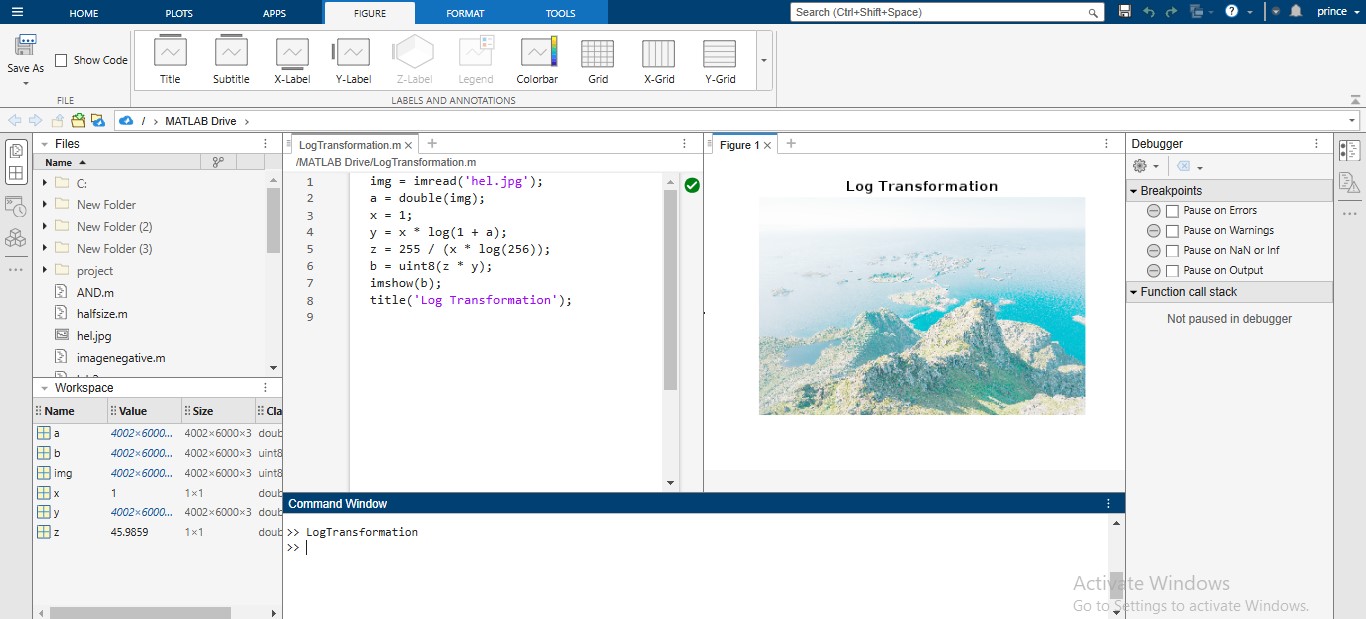 HOME PLOTS APPS FIGURE FORMAT TOOLS Search (Ctrl+Shift+Space) prince
Save As Show Code Title Subtitle X-Label Y-Label Z-Label Legend Colorbar Grid X-Grid Y-Grid
FILE LABELS AND ANNOTATIONS
/ > MATLAB Drive >
Files
Name
C:
New Folder
New Folder (2)
New Folder (3)
project
AND.m
halfsize.m
hel.jpg
imagenegative.m
Workspace
Name Value Size Cla
a 4002×6000... 4002×6000×3 doub
b 4002×6000... 4002×6000×3 uint8
img 4002×6000... 4002×6000×3 uint8
x 1 1×1 doub
y 4002×6000... 4002×6000×3 doub
z 45.9859 1×1 doub
LogTransformation.m
/MATLAB Drive/LogTransformation.m
1 img = imread('hel.jpg');
2 a = double(img);
3 x = 1;
4 y = x * log(1 + a);
5 z = 255 / (x * log(256));
6 b = uint8(z * y);
7 imshow(b);
8 title('Log Transformation');
9
Figure 1
Log Transformation
Command Window
>> LogTransformation
>>
Debugger
Breakpoints
Pause on Errors
Pause on Warnings
Pause on NaN or Inf
Pause on Output
Function call stack
Not paused in debugger
Activate Windows
Go to Settings to activate Windows.